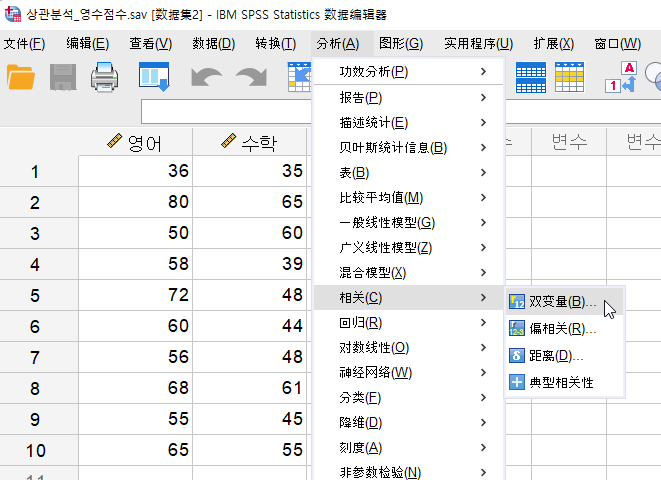 상관분석_영수점수.sav [数据集2] - IBM SPSS Statistics 数据编辑器
文件(F) 编辑(E) 查看(V) 数据(D) 转换(T) 分析(A) 图形(G) 实用程序(U) 扩展(X) 窗口(W)
功效分析(P)
报告(P)
描述统计(E)
贝叶斯统计信息(B)
表(B)
比较平均值(M)
一般线性模型(G)
广义线性模型(Z)
混合模型(X)
相关(C)
回归(R)
对数线性(O)
神经网络(W)
分类(F)
降维(D)
刻度(A)
非参数检验(N)
双变量(B)...
偏相关(R)...
距离(D)...
典型相关性
영어 수학 변수 변수
1 36 35
2 80 65
3 50 60
4 58 39
5 72 48
6 60 44
7 56 48
8 68 61
9 55 45
10 65 55